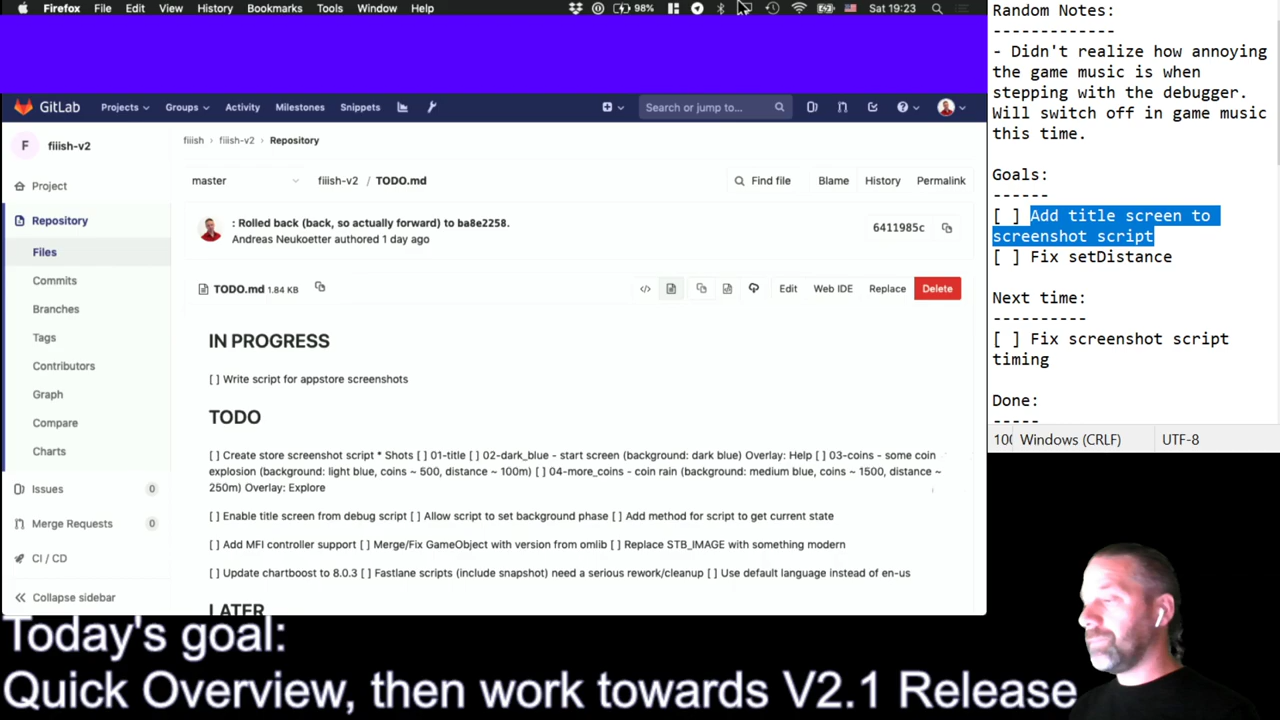 Firefox File Edit View History Bookmarks Tools Window Help 98% Sat 19:23
GitLab Projects Groups Activity Milestones Snippets Search or jump to...
F fiiish-v2
Project
Repository
Files
Commits
Branches
Tags
Contributors
Graph
Compare
Charts
Issues 0
Merge Requests 0
CI / CD
Collapse sidebar
fiiish › fiiish-v2 › Repository
master fiiish-v2 / TODO.md Find file Blame History Permalink
: Rolled back (back, so actually forward) to ba8e2258.
Andreas Neukoetter authored 1 day ago
6411985c
TODO.md 1.84 KB Edit Web IDE Replace Delete
IN PROGRESS
[ ] Write script for appstore screenshots
TODO
[ ] Create store screenshot script * Shots [ ] 01-title [ ] 02-dark_blue - start screen (background: dark blue) Overlay: Help [ ] 03-coins - some coin
explosion (background: light blue, coins ~ 500, distance ~ 100m) [ ] 04-more_coins - coin rain (background: medium blue, coins ~ 1500, distance ~
250m) Overlay: Explore
[ ] Enable title screen from debug script [ ] Allow script to set background phase [ ] Add method for script to get current state
[ ] Add MFI controller support [ ] Merge/Fix GameObject with version from omlib [ ] Replace STB_IMAGE with something modern
[ ] Update chartboost to 8.0.3 [ ] Fastlane scripts (include snapshot) need a serious rework/cleanup [ ] Use default language instead of en-us
LATER
Random Notes:
-------------
- Didn't realize how annoying
the game music is when
stepping with the debugger.
Will switch off in game music
this time.
Goals:
------
[ ] Add title screen to
screenshot script
[ ] Fix setDistance
Next time:
----------
[ ] Fix screenshot script
timing
Done:
-----
Windows (CRLF) UTF-8
Today's goal:
Quick Overview, then work towards V2.1 Release